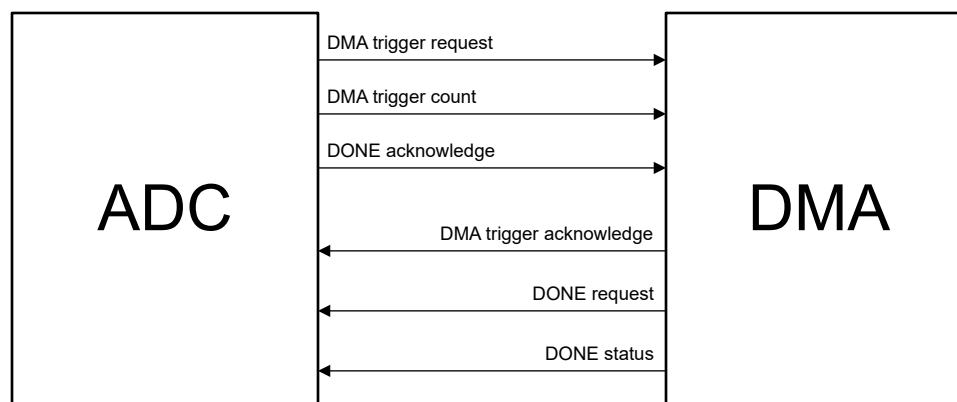 DMA trigger request
DMA trigger count
DONE acknowledge
ADC
DMA
DMA trigger acknowledge
DONE request
DONE status